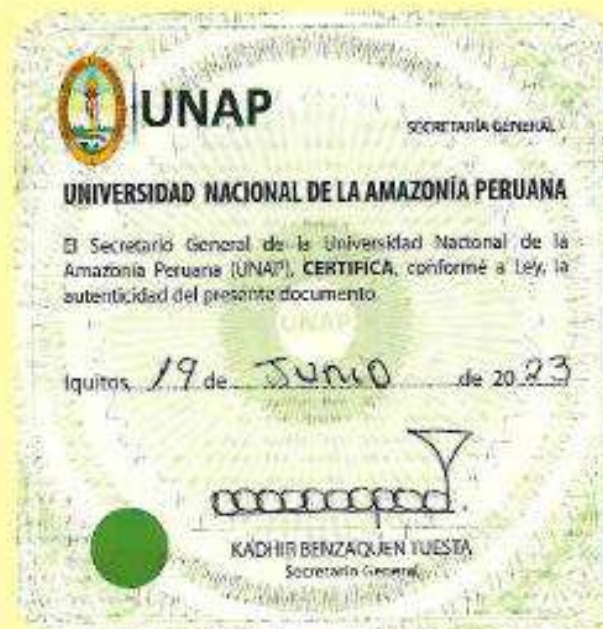 UNAP
SECRETARÍA GENERAL
UNIVERSIDAD NACIONAL DE LA AMAZONÍA PERUANA
El Secretario General de la Universidad Nacional de la
Amazonía Peruana (UNAP), CERTIFICA, conforme a Ley, la
autenticidad del presente documento.
UNAP
Iquitos, 19 de JUNIO de 2023
KADHIR BENZAQUEN TUESTA
Secretario General